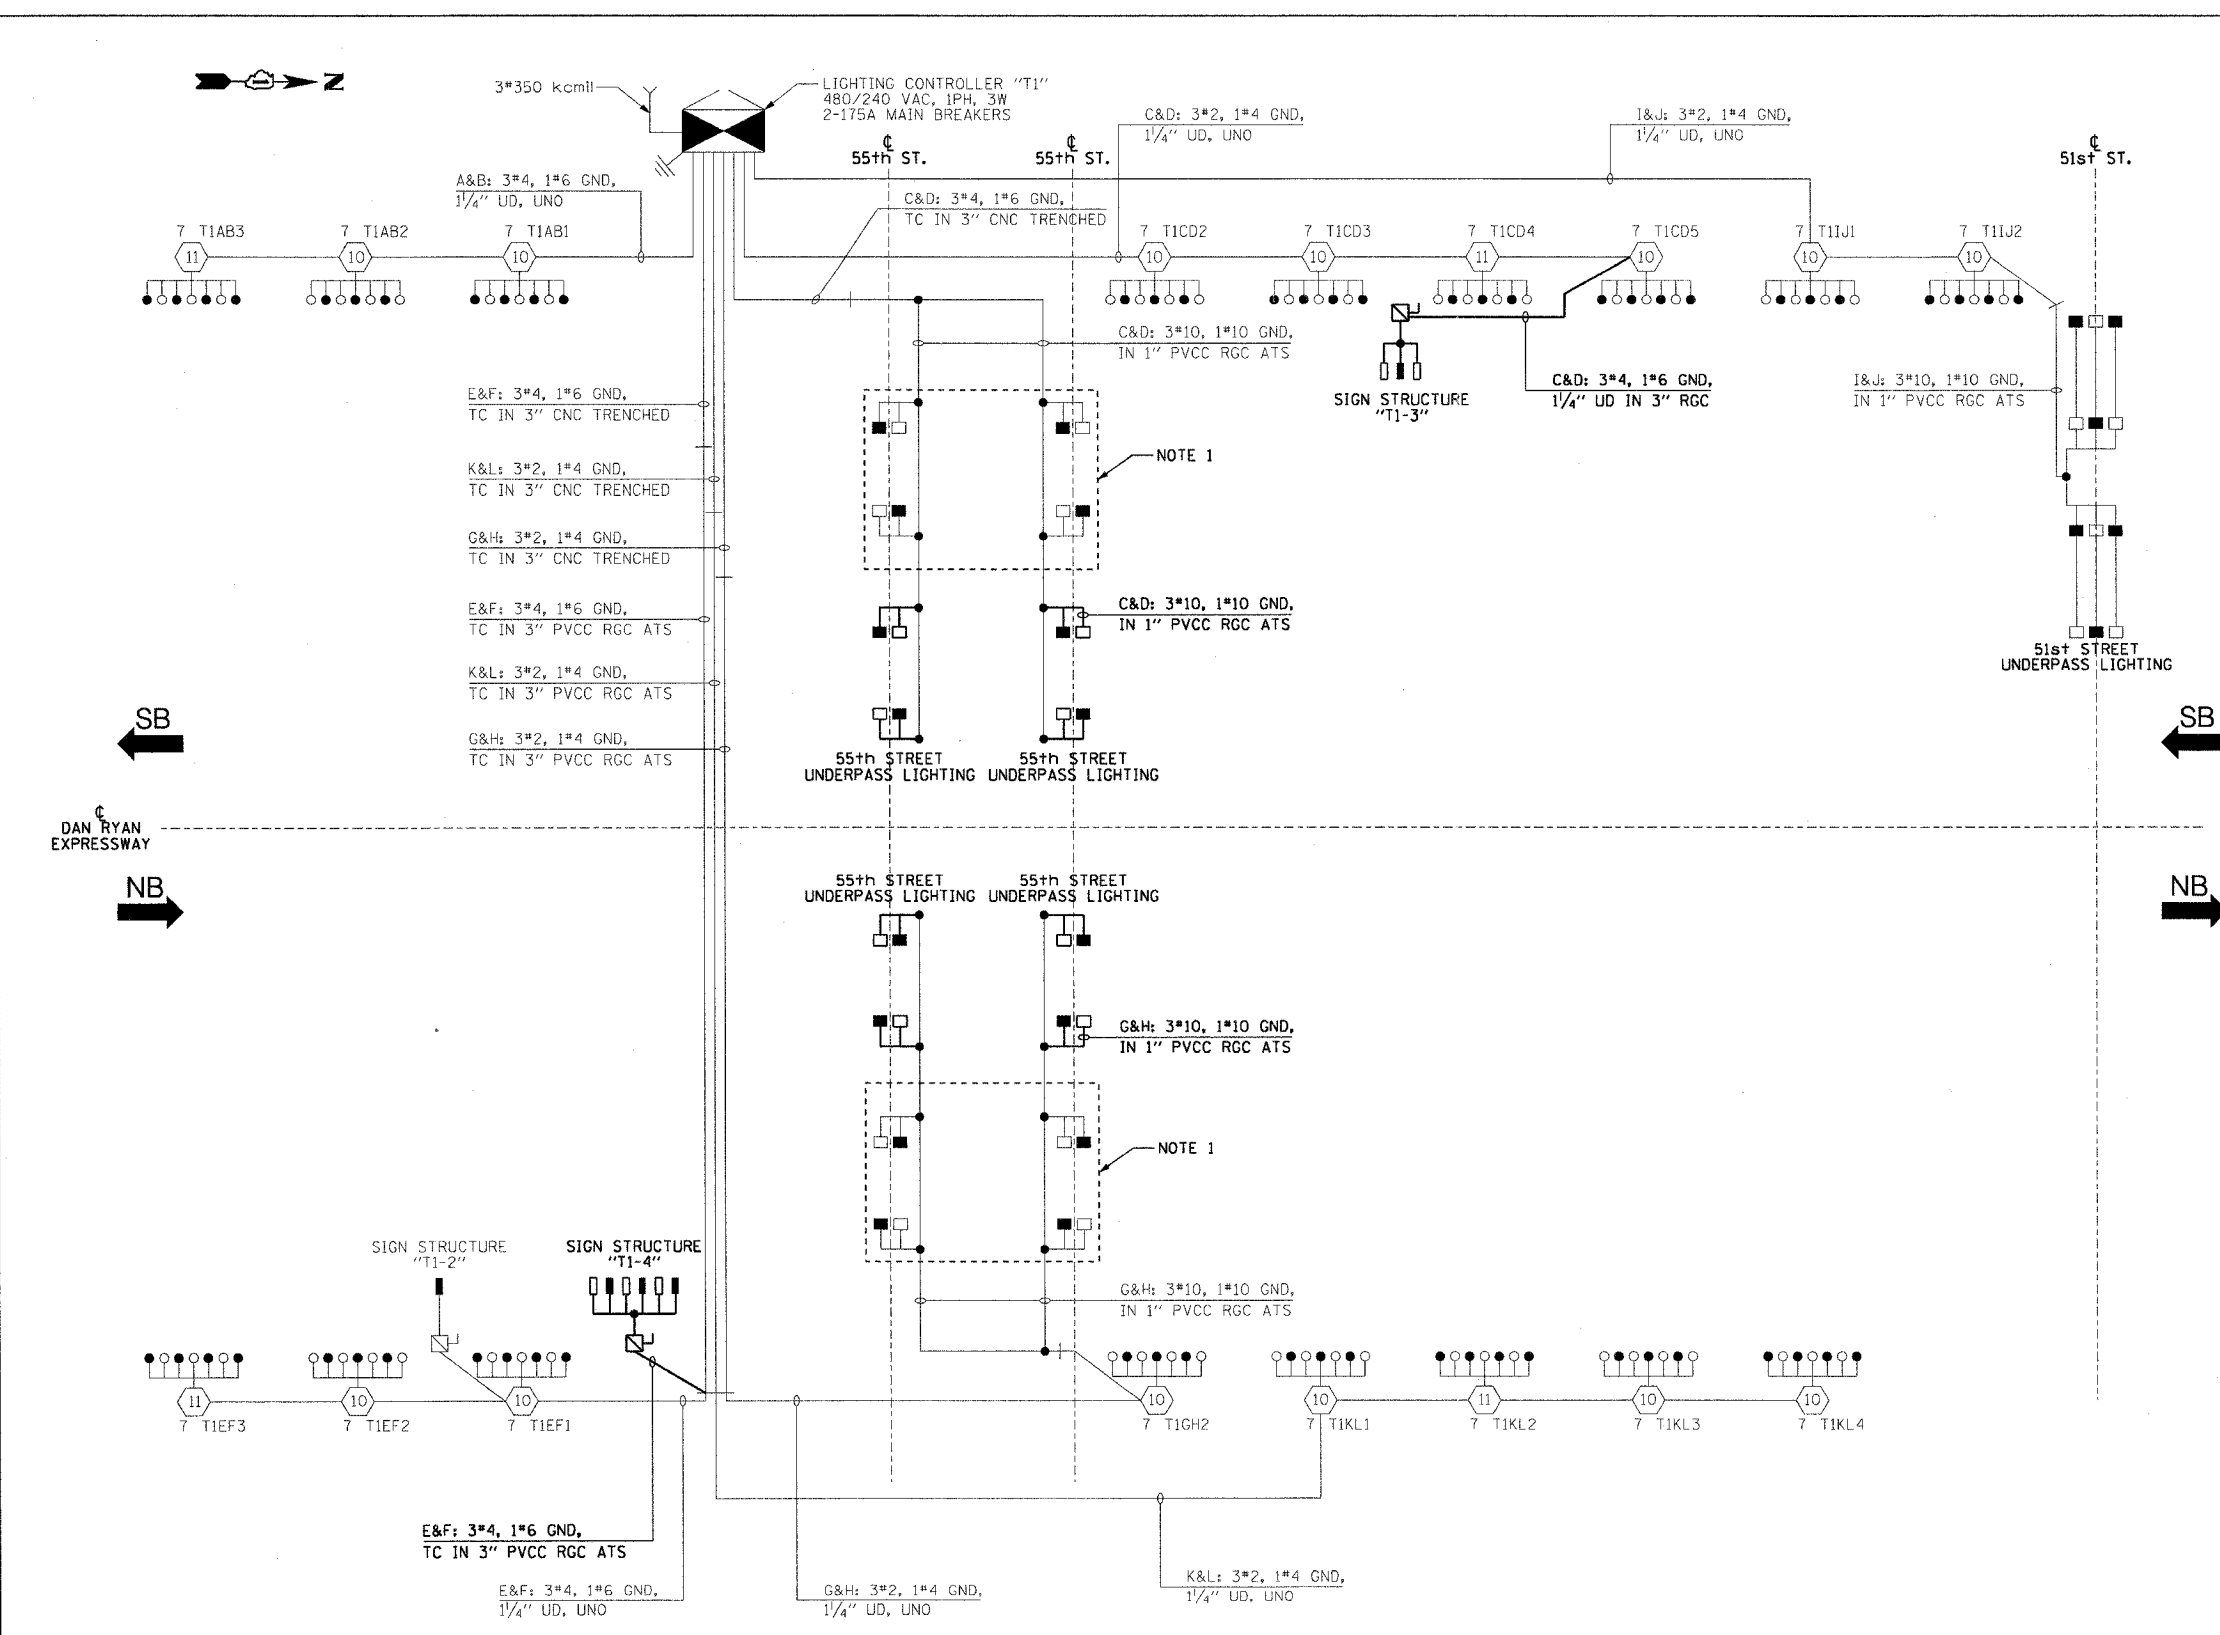 N
3#350 kcmil
LIGHTING CONTROLLER "T1"
480/240 VAC, 1PH, 3W
2-175A MAIN BREAKERS
C&D: 3#2, 1#4 GND,
1 1/4" UD, UNO
I&J: 3#2, 1#4 GND,
1 1/4" UD, UNO
℄
55th ST.
℄
55th ST.
℄
51st ST.
A&B: 3#4, 1#6 GND,
1 1/4" UD, UNO
C&D: 3#4, 1#6 GND,
TC IN 3" CNC TRENCHED
7 T1AB3
7 T1AB2
7 T1AB1
7 T1CD2
7 T1CD3
7 T1CD4
7 T1CD5
7 T1IJ1
7 T1IJ2
11
10
10
10
10
11
10
10
10
C&D: 3#10, 1#10 GND,
IN 1" PVCC RGC ATS
SIGN STRUCTURE
"T1-3"
C&D: 3#4, 1#6 GND,
1 1/4" UD IN 3" RGC
I&J: 3#10, 1#10 GND,
IN 1" PVCC RGC ATS
E&F: 3#4, 1#6 GND,
TC IN 3" CNC TRENCHED
NOTE 1
K&L: 3#2, 1#4 GND,
TC IN 3" CNC TRENCHED
G&H: 3#2, 1#4 GND,
TC IN 3" CNC TRENCHED
E&F: 3#4, 1#6 GND,
TC IN 3" PVCC RGC ATS
C&D: 3#10, 1#10 GND,
IN 1" PVCC RGC ATS
51st STREET
UNDERPASS LIGHTING
K&L: 3#2, 1#4 GND,
TC IN 3" PVCC RGC ATS
SB
SB
G&H: 3#2, 1#4 GND,
TC IN 3" PVCC RGC ATS
55th STREET
UNDERPASS LIGHTING
55th STREET
UNDERPASS LIGHTING
℄
DAN RYAN
EXPRESSWAY
NB
NB
55th STREET
UNDERPASS LIGHTING
55th STREET
UNDERPASS LIGHTING
G&H: 3#10, 1#10 GND,
IN 1" PVCC RGC ATS
NOTE 1
SIGN STRUCTURE
"T1-2"
SIGN STRUCTURE
"T1-4"
G&H: 3#10, 1#10 GND,
IN 1" PVCC RGC ATS
11
10
10
10
10
11
10
10
7 T1EF3
7 T1EF2
7 T1EF1
7 T1GH2
7 T1KL1
7 T1KL2
7 T1KL3
7 T1KL4
E&F: 3#4, 1#6 GND,
TC IN 3" PVCC RGC ATS
E&F: 3#4, 1#6 GND,
1 1/4" UD, UNO
G&H: 3#2, 1#4 GND,
1 1/4" UD, UNO
K&L: 3#2, 1#4 GND,
1 1/4" UD, UNO